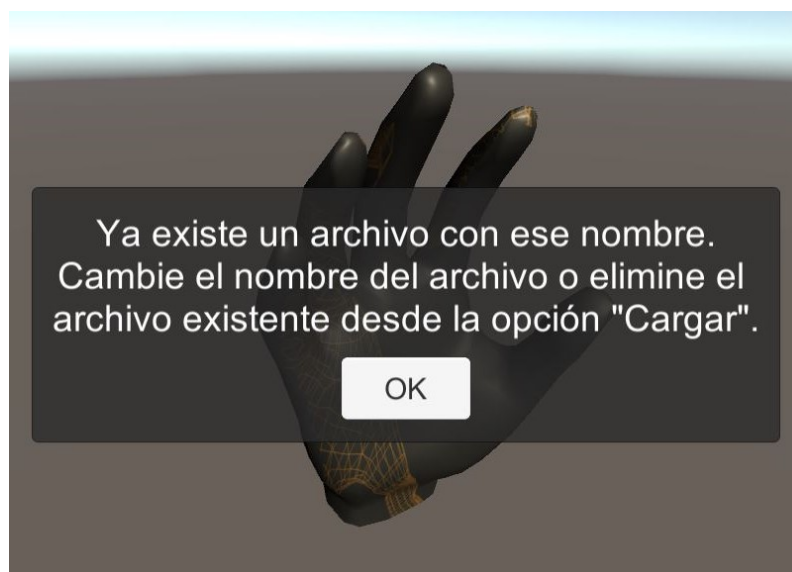 Ya existe un archivo con ese nombre.
Cambie el nombre del archivo o elimine el
archivo existente desde la opción "Cargar".
OK